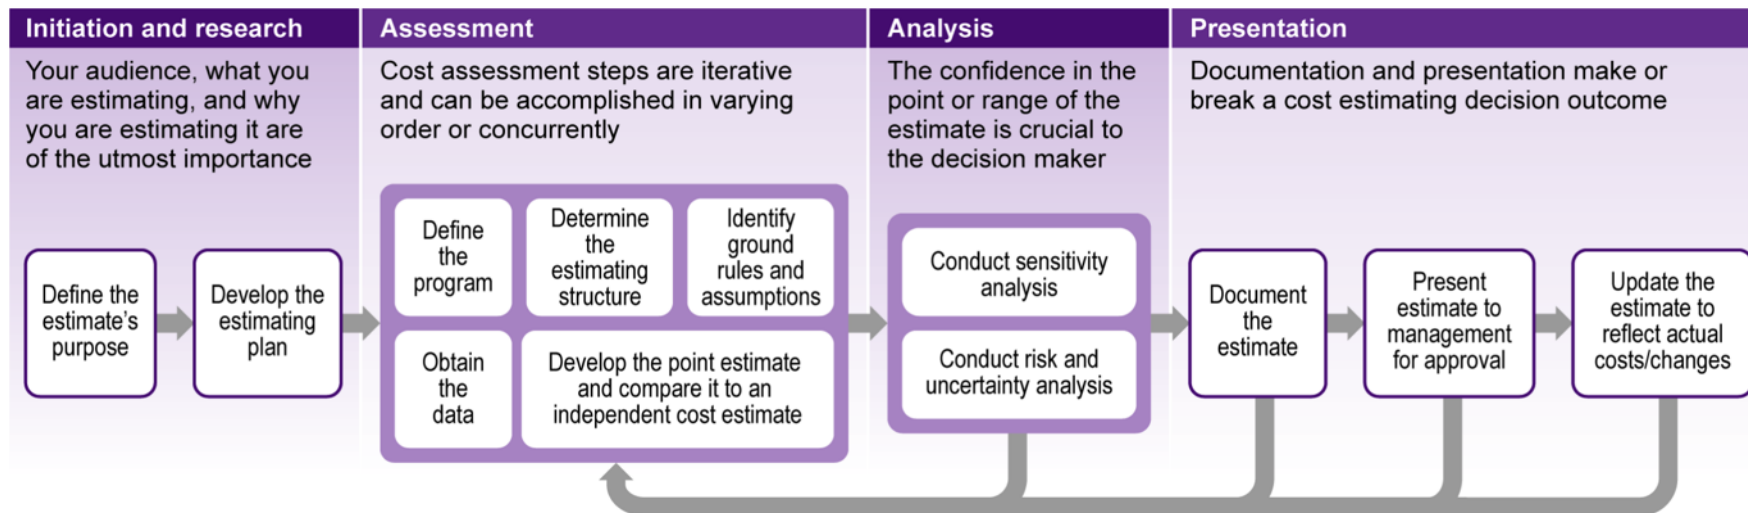 Initiation and research
Your audience, what you
are estimating, and why
you are estimating it are
of the utmost importance
Define the
estimate's
purpose
Develop the
estimating
plan
Assessment
Cost assessment steps are iterative
and can be accomplished in varying
order or concurrently
Define
the
program
Determine
the
estimating
structure
Identify
ground
rules and
assumptions
Obtain
the
data
Develop the point estimate
and compare it to an
independent cost estimate
Analysis
The confidence in the
point or range of the
estimate is crucial to
the decision maker
Conduct sensitivity
analysis
Conduct risk and
uncertainty analysis
Presentation
Documentation and presentation make or
break a cost estimating decision outcome
Document
the
estimate
Present
estimate to
management
for approval
Update the
estimate to
reflect actual
costs/changes